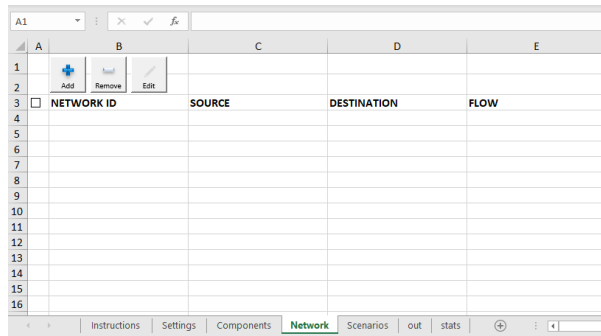 A1
fx
A B C D E
1
Add Remove Edit
2
3 NETWORK ID SOURCE DESTINATION FLOW
4
5
6
7
8
9
10
11
12
13
14
15
16
Instructions Settings Components Network Scenarios out stats